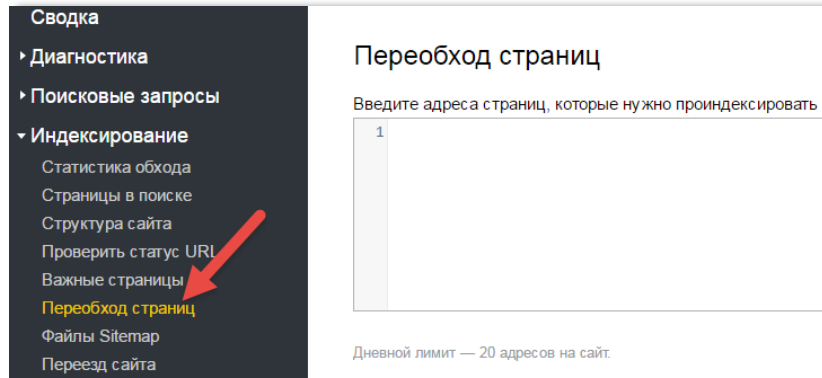 Сводка
Диагностика
Поисковые запросы
Индексирование
Статистика обхода
Страницы в поиске
Структура сайта
Проверить статус URL
Важные страницы
Переобход страниц
Файлы Sitemap
Переезд сайта
Переобход страниц
Введите адреса страниц, которые нужно проиндексировать
1
Дневной лимит — 20 адресов на сайт.